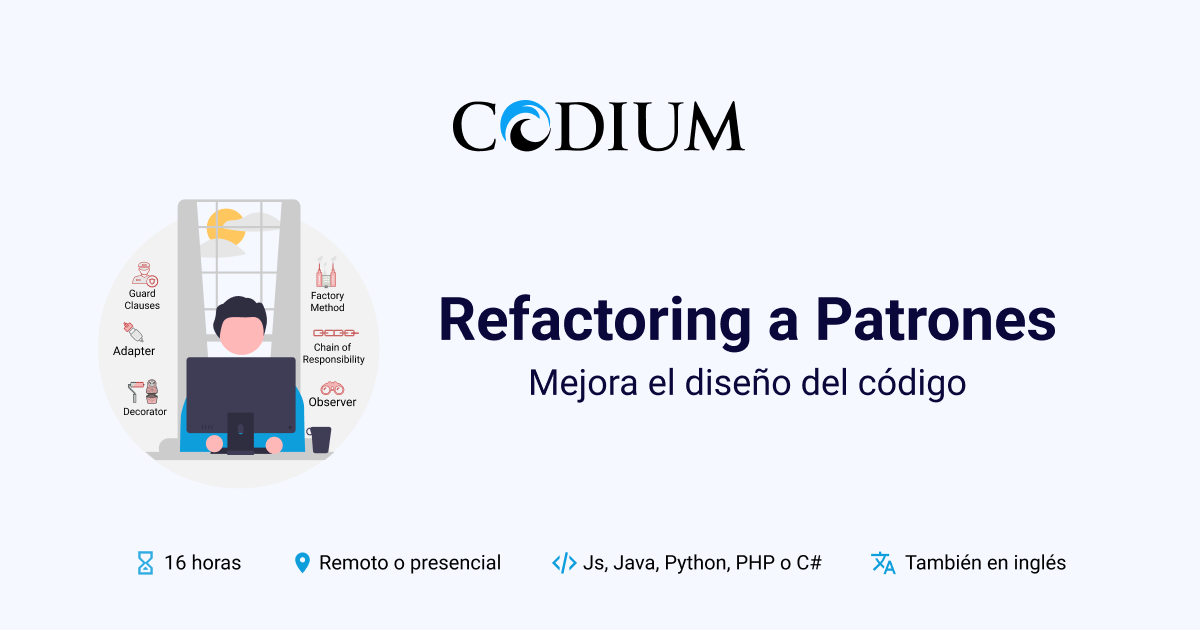 CODIUM
Guard
Clauses
Adapter
Decorator
Factory
Method
Chain of
Responsibility
Observer
Refactoring a Patrones
Mejora el diseño del código
16 horas
Remoto o presencial
Js, Java, Python, PHP o C#
También en inglés